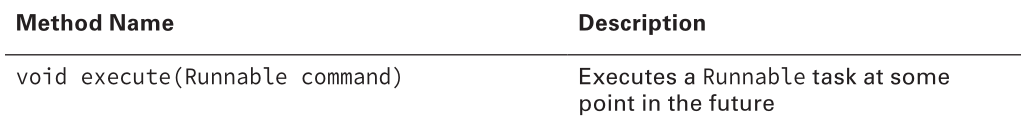 Method Name Description
void execute(Runnable command) Executes a Runnable task at some
point in the future